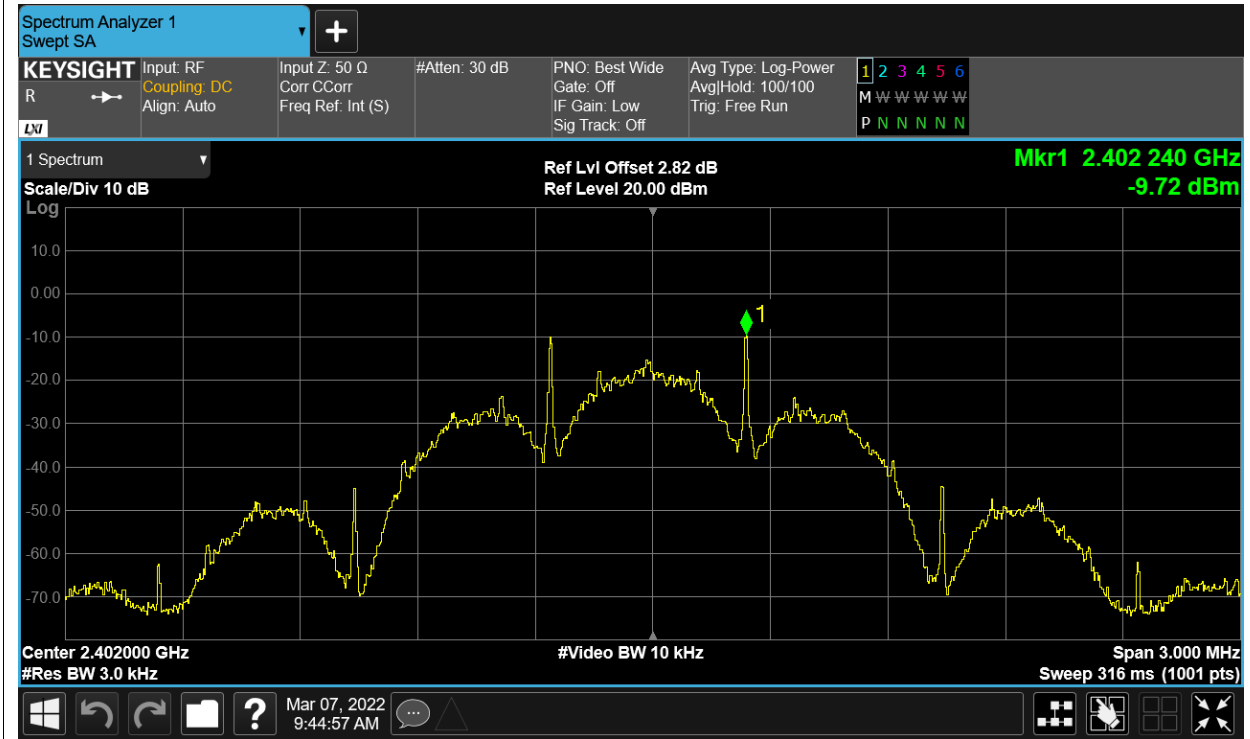 Spectrum Analyzer 1
Swept SA
+
KEYSIGHT
R
LXI
Input: RF
Coupling: DC
Align: Auto
Input Z: 50 Ω
Corr CCorr
Freq Ref: Int (S)
#Atten: 30 dB
PNO: Best Wide
Gate: Off
IF Gain: Low
Sig Track: Off
Avg Type: Log-Power
Avg|Hold: 100/100
Trig: Free Run
1 2 3 4 5 6
M W W W W W
P N N N N N
1 Spectrum
Scale/Div 10 dB
Log
Ref Lvl Offset 2.82 dB
Ref Level 20.00 dBm
Mkr1 2.402 240 GHz
-9.72 dBm
10.0
0.00
-10.0
-20.0
-30.0
-40.0
-50.0
-60.0
-70.0
1
Center 2.402000 GHz
#Video BW 10 kHz
Span 3.000 MHz
#Res BW 3.0 kHz
Sweep 316 ms (1001 pts)
?
Mar 07, 2022
9:44:57 AM